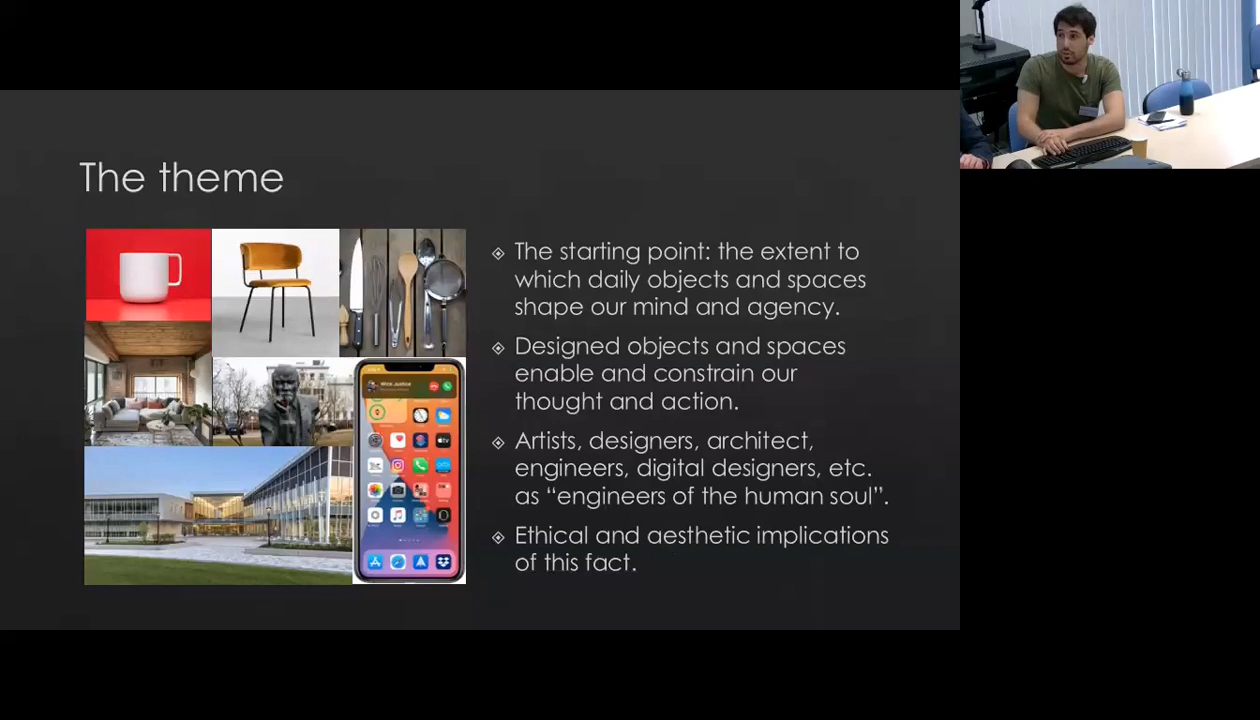 The theme
The starting point: the extent to
which daily objects and spaces
shape our mind and agency.
Designed objects and spaces
enable and constrain our
thought and action.
Artists, designers, architect,
engineers, digital designers, etc.
as “engineers of the human soul”.
Ethical and aesthetic implications
of this fact.